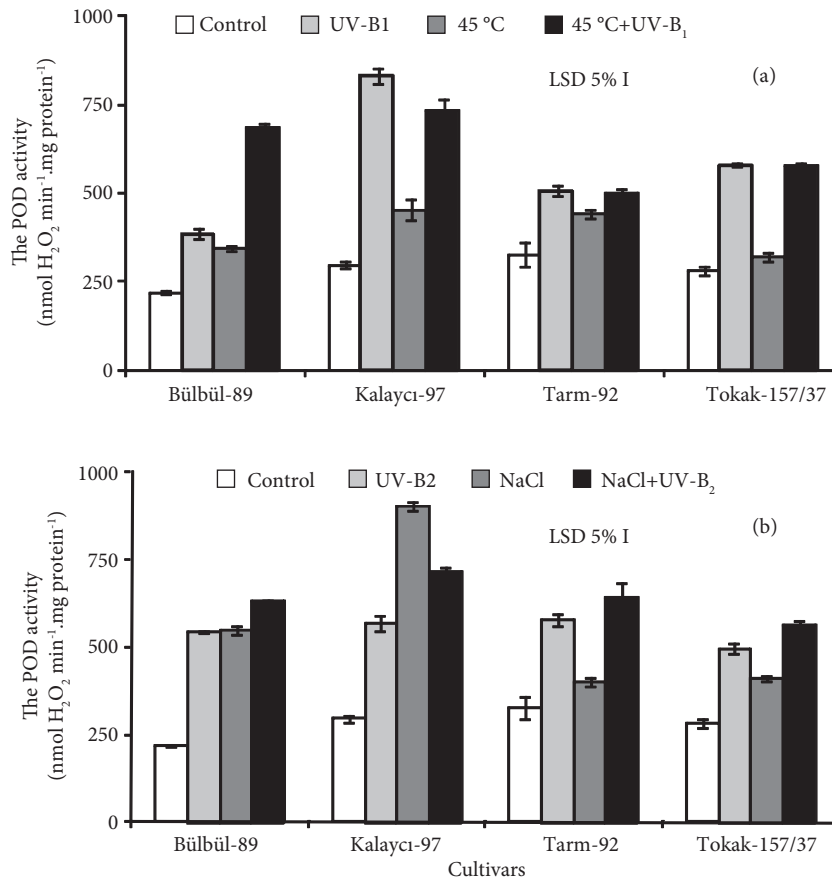 1000
Control UV-B1 45 °C 45 °C+UV-B₁
LSD 5% I (a)
750
500
250
0
The POD activity
(nmol H₂O₂ min⁻¹.mg protein⁻¹)
Bülbül-89 Kalaycı-97 Tarm-92 Tokak-157/37
1000
Control UV-B2 NaCl NaCl+UV-B₂
LSD 5% I (b)
750
500
250
0
The POD activity
(nmol H₂O₂ min⁻¹.mg protein⁻¹)
Bülbül-89 Kalaycı-97 Tarm-92 Tokak-157/37
Cultivars